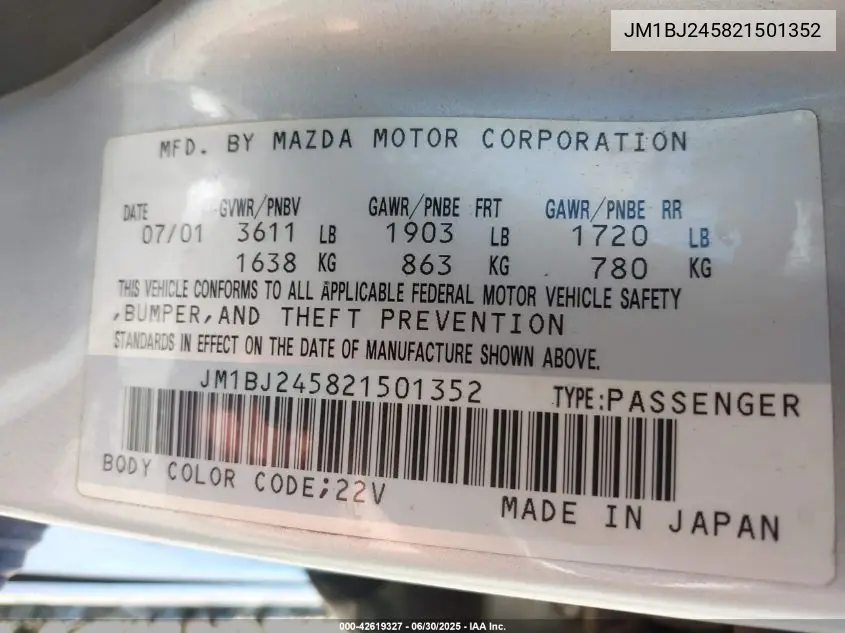 JM1BJ245821501352
MFD. BY MAZDA MOTOR CORPORATION
DATE GVWR/PNBV GAWR/PNBE FRT GAWR/PNBE RR
07/01 3611 LB 1903 LB 1720 LB
1638 KG 863 KG 780 KG
THIS VEHICLE CONFORMS TO ALL APPLICABLE FEDERAL MOTOR VEHICLE SAFETY
,BUMPER,AND THEFT PREVENTION
STANDARDS IN EFFECT ON THE DATE OF MANUFACTURE SHOWN ABOVE.
JM1BJ245821501352 TYPE:PASSENGER
BODY COLOR CODE;22V
MADE IN JAPAN
000-42619327 - 06/30/2025 - IAA Inc.